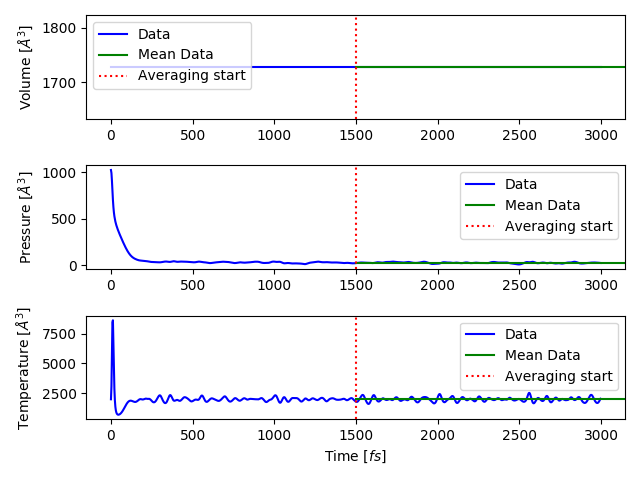 1800
1700
Volume [Å³]
Data
Mean Data
Averaging start
0 500 1000 1500 2000 2500 3000
1000
500
0
Pressure [Å³]
Data
Mean Data
Averaging start
0 500 1000 1500 2000 2500 3000
7500
5000
2500
Temperature [Å³]
Data
Mean Data
Averaging start
0 500 1000 1500 2000 2500 3000
Time [fs]